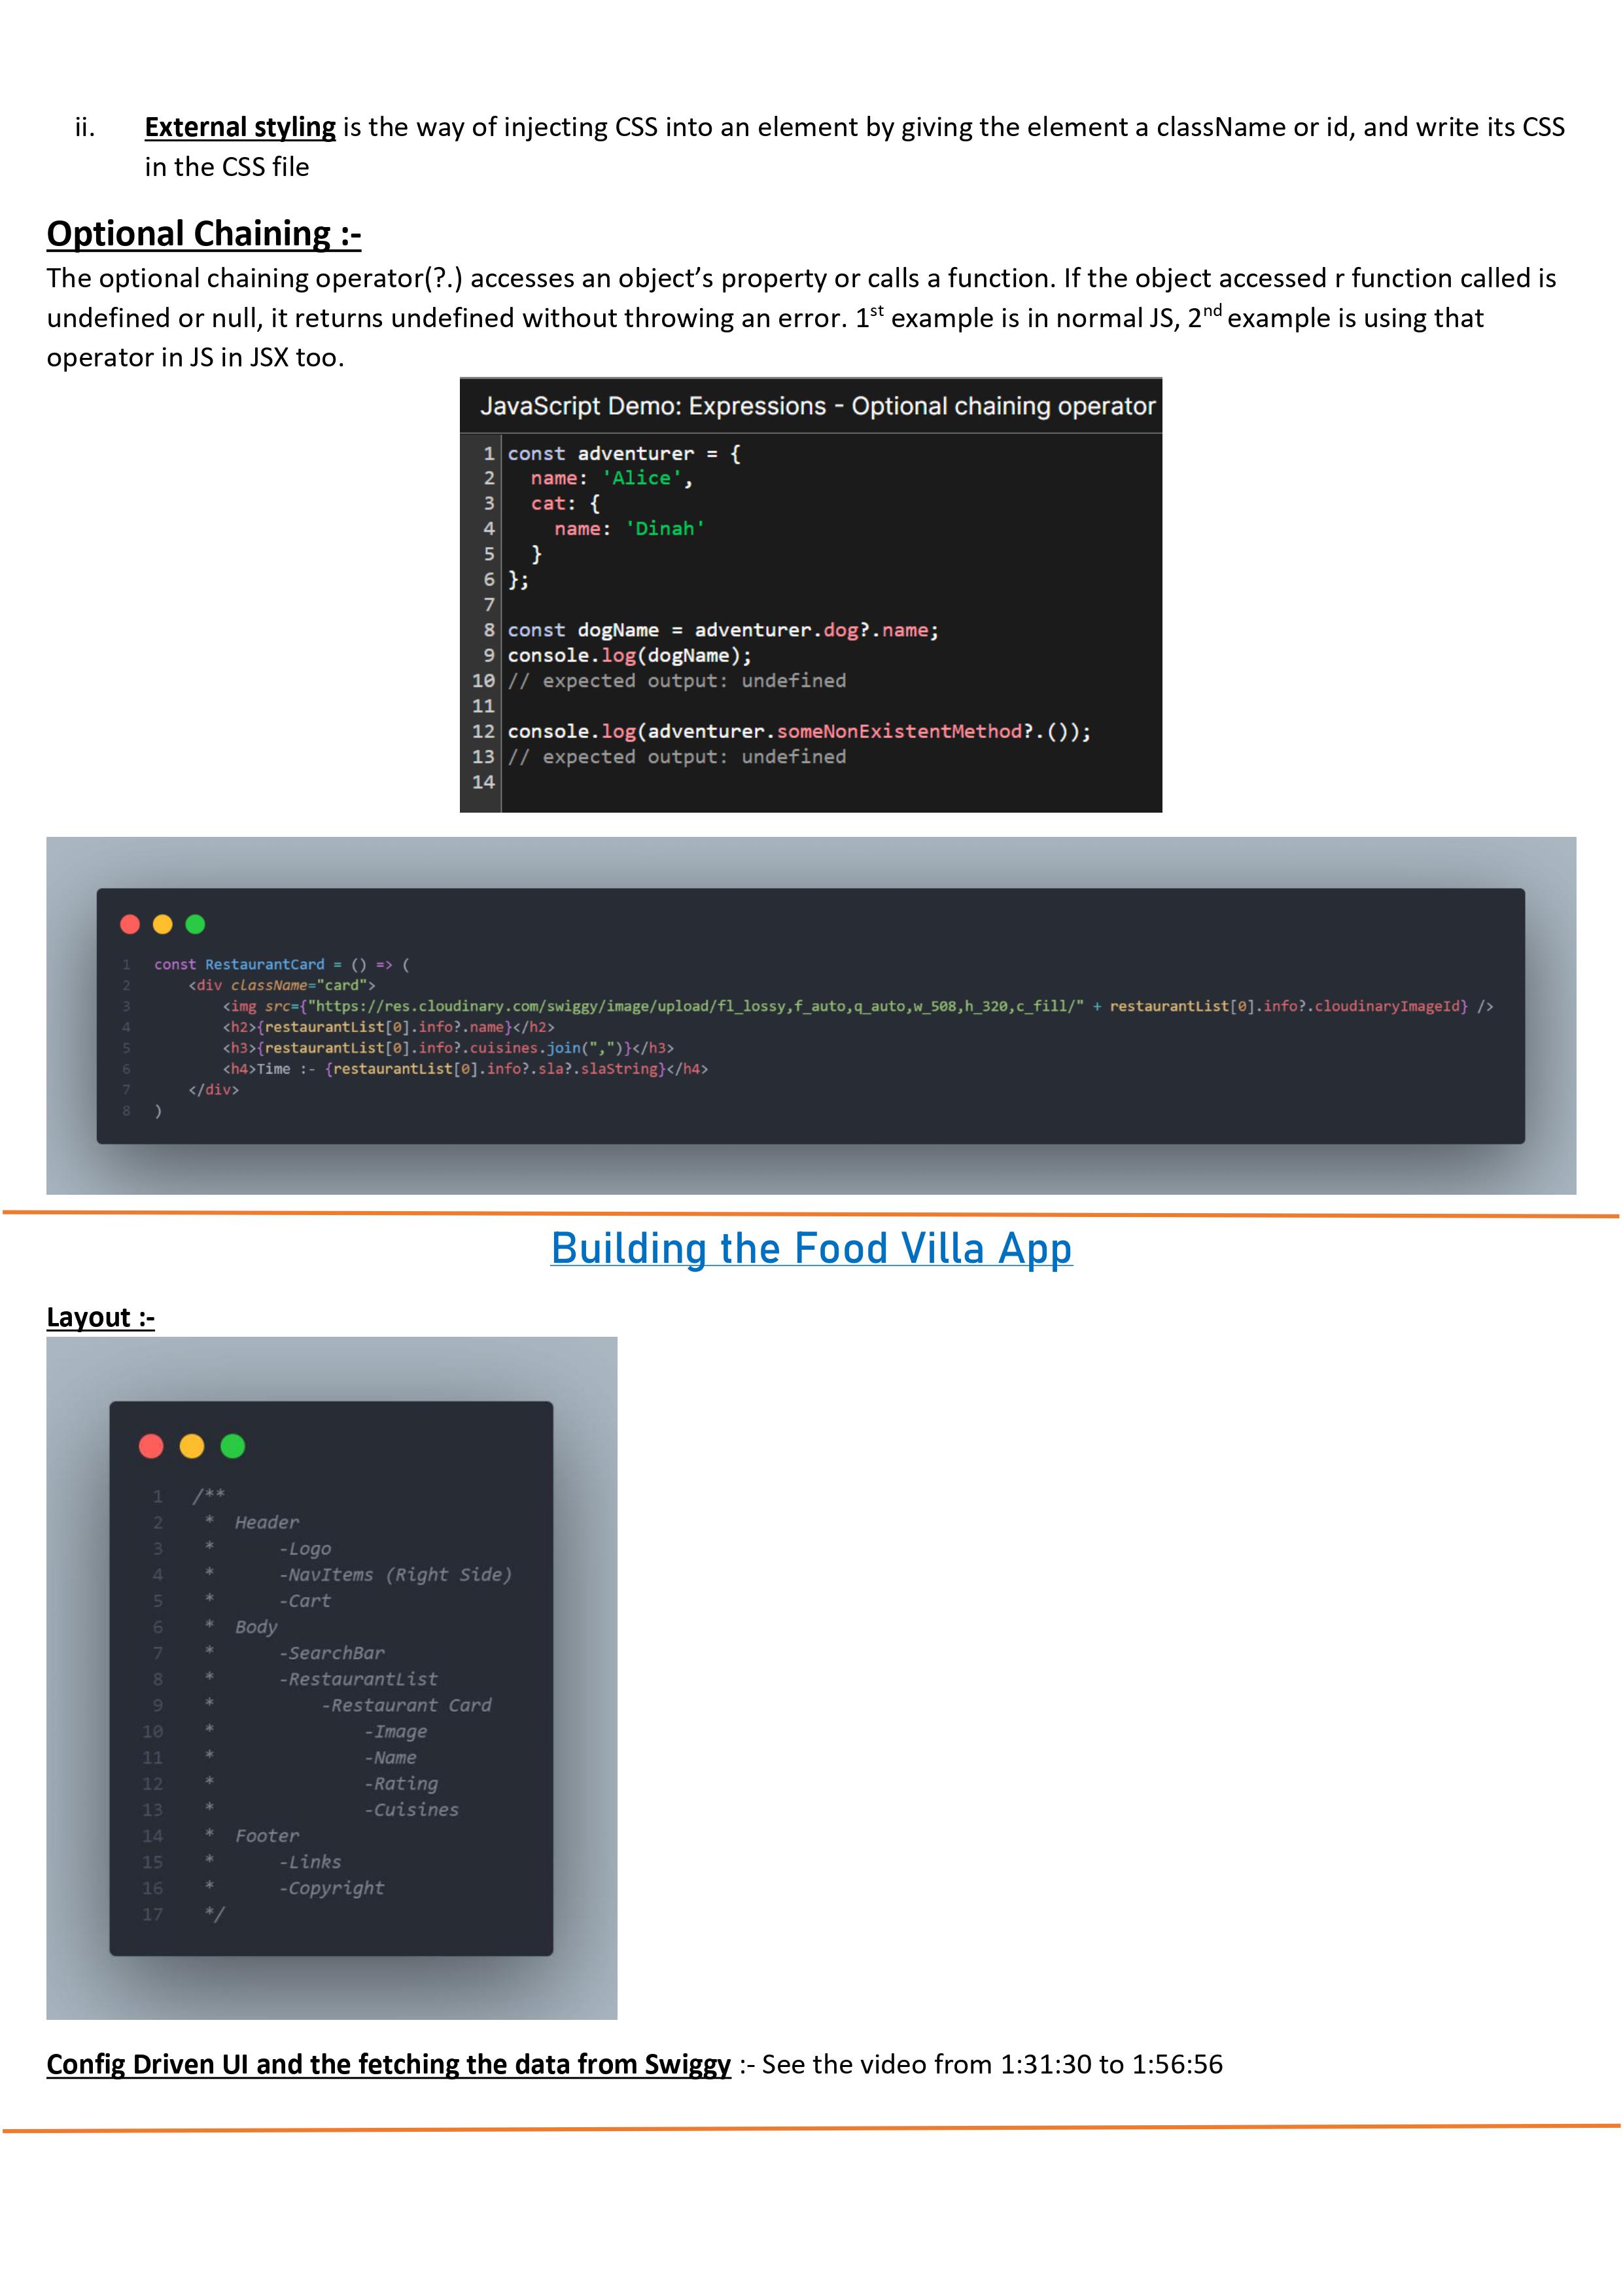 ii. External styling is the way of injecting CSS into an element by giving the element a className or id, and write its CSS
in the CSS file
Optional Chaining :-
The optional chaining operator(?.) accesses an object’s property or calls a function. If the object accessed r function called is
undefined or null, it returns undefined without throwing an error. 1st example is in normal JS, 2nd example is using that
operator in JS in JSX too.
JavaScript Demo: Expressions - Optional chaining operator
1 const adventurer = {
2   name: 'Alice',
3   cat: {
4     name: 'Dinah'
5   }
6 };
7
8 const dogName = adventurer.dog?.name;
9 console.log(dogName);
10 // expected output: undefined
11
12 console.log(adventurer.someNonExistentMethod?.());
13 // expected output: undefined
14
1 const RestaurantCard = () => (
2     <div className="card">
3         <img src={"https://res.cloudinary.com/swiggy/image/upload/fl_lossy,f_auto,q_auto,w_508,h_320,c_fill/" + restaurantList[0].info?.cloudinaryImageId} />
4         <h2>{restaurantList[0].info?.name}</h2>
5         <h3>{restaurantList[0].info?.cuisines.join(",")}</h3>
6         <h4>Time :- {restaurantList[0].info?.sla?.slaString}</h4>
7     </div>
8 )
Building the Food Villa App
Layout :-
1 /**
2  * Header
3  *     -Logo
4  *     -NavItems (Right Side)
5  *     -Cart
6  * Body
7  *     -SearchBar
8  *     -RestaurantList
9  *         -Restaurant Card
10  *             -Image
11  *             -Name
12  *             -Rating
13  *             -Cuisines
14  * Footer
15  *     -Links
16  *     -Copyright
17  */
Config Driven UI and the fetching the data from Swiggy :- See the video from 1:31:30 to 1:56:56